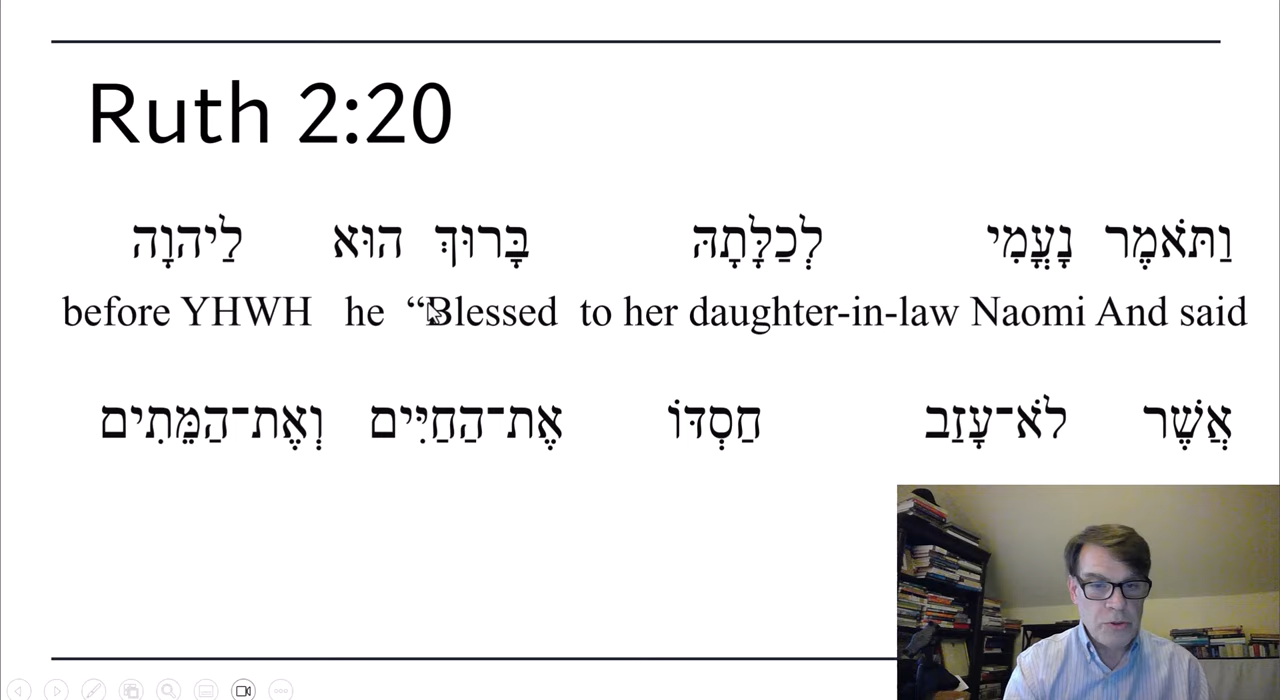 Ruth 2:20
וַתֹּאמֶר נָעֳמִי לְכַלָּתָהּ בָּרוּךְ הוּא לַיהוָה
before YHWH he “Blessed to her daughter-in-law Naomi And said
אֲשֶׁר לֹא־עָזַב חַסְדּוֹ אֶת־הַחַיִּים וְאֶת־הַמֵּתִים